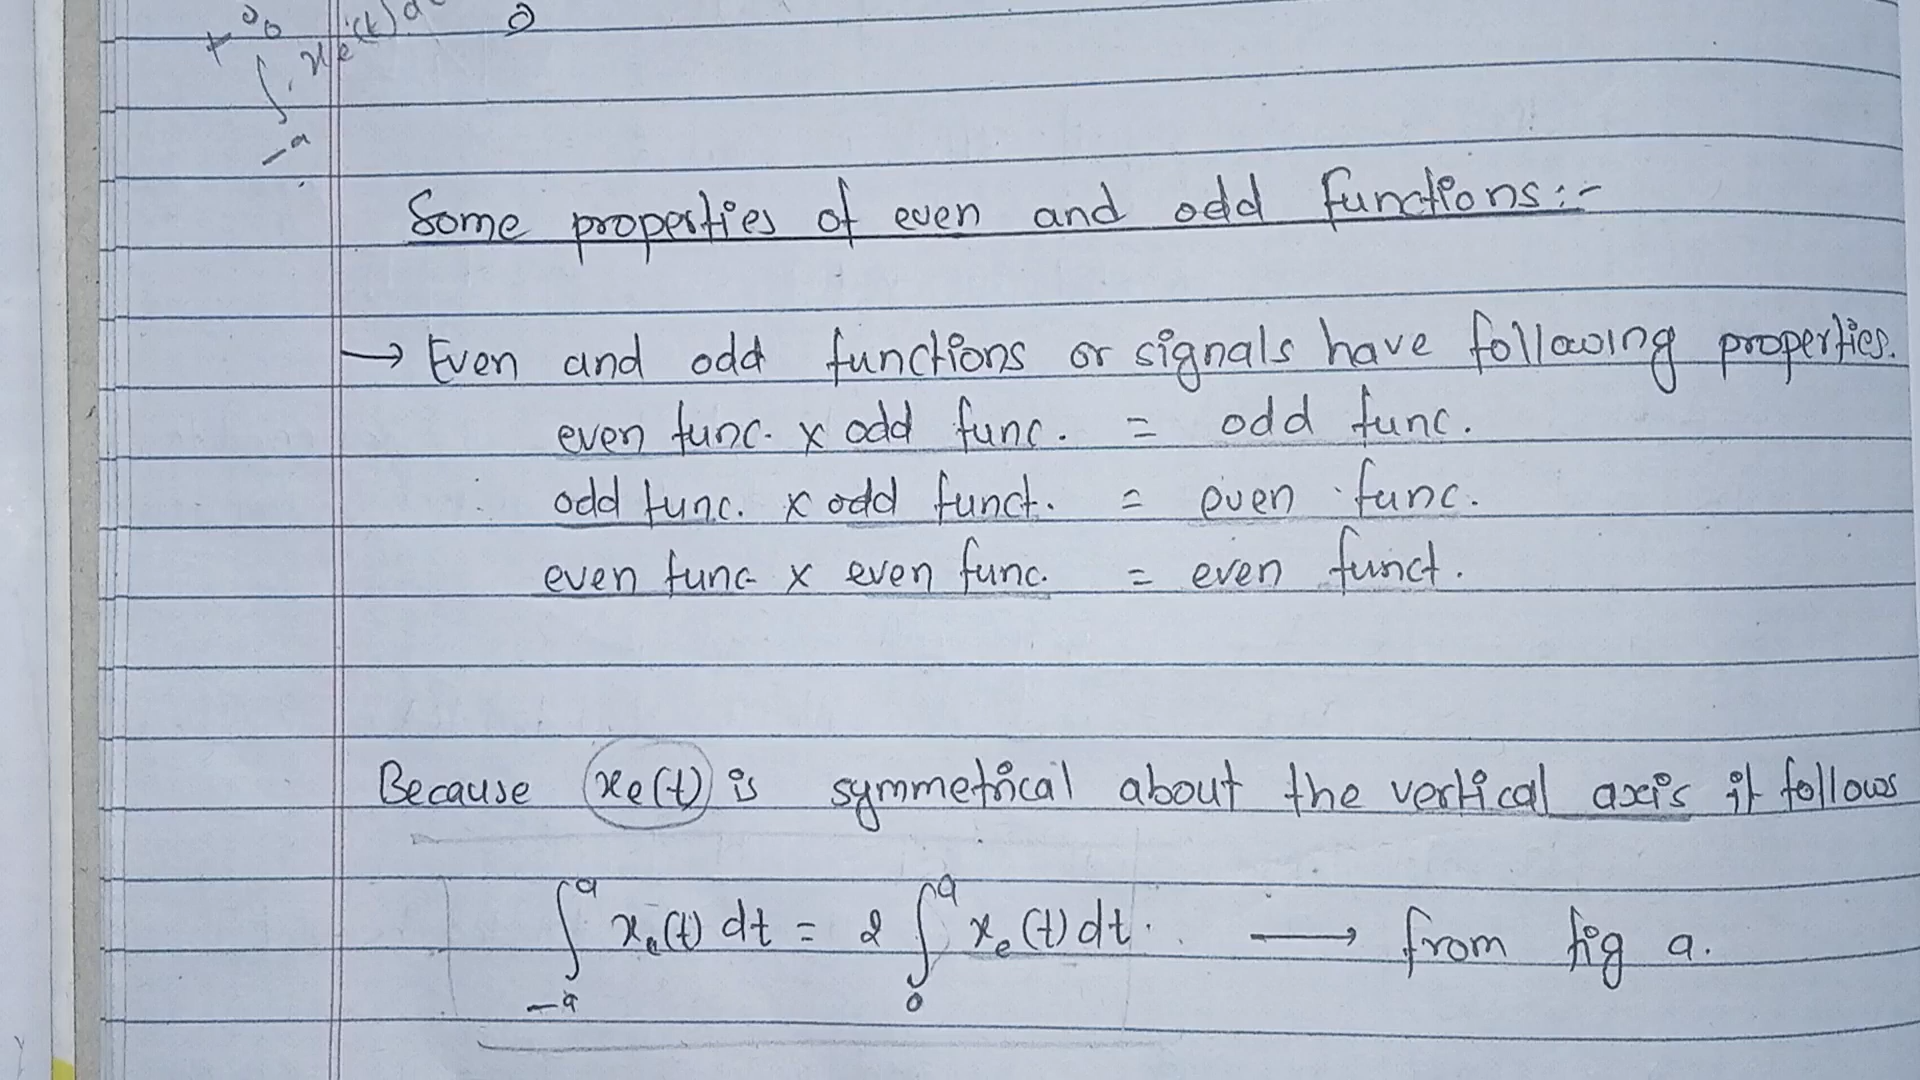 0
Some properties of even and odd functions:-
→ Even and odd functions or signals have following properties.
even func. x odd func. = odd func.
odd func. x odd funct. = even func.
even func x even func. = even funct.
Because xe(t) is symmetrical about the vertical axis it follows
∫_{-a}^{a} xe(t) dt = 2 ∫_{0}^{a} xe(t) dt. → from fig a.